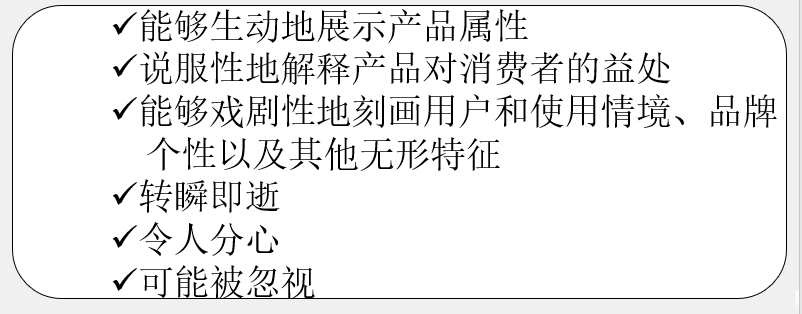 ✓能够生动地展示产品属性
✓说服性地解释产品对消费者的益处
✓能够戏剧性地刻画用户和使用情境、品牌
个性以及其他无形特征
✓转瞬即逝
✓令人分心
✓可能被忽视